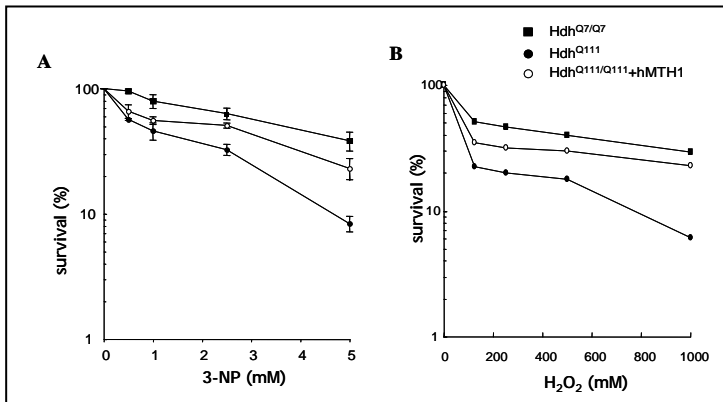 Hdh^Q7/Q7
Hdh^Q111
Hdh^Q111/Q111+hMTH1
A
100
10
1
survival (%)
0 1 2 3 4 5
3-NP (mM)
B
100
10
1
survival (%)
0 200 400 600 800 1000
H₂O₂ (mM)